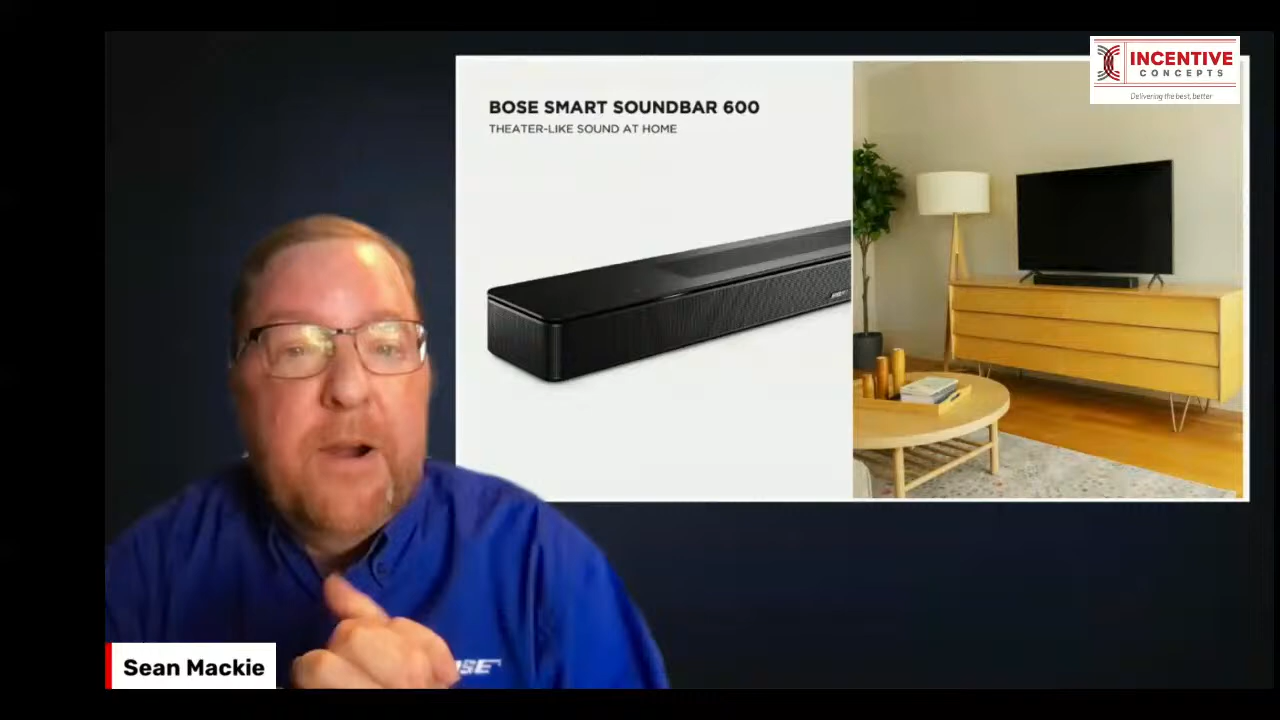 INCENTIVE
CONCEPTS
Delivering the best, better
BOSE SMART SOUNDBAR 600
THEATER-LIKE SOUND AT HOME
Sean Mackie